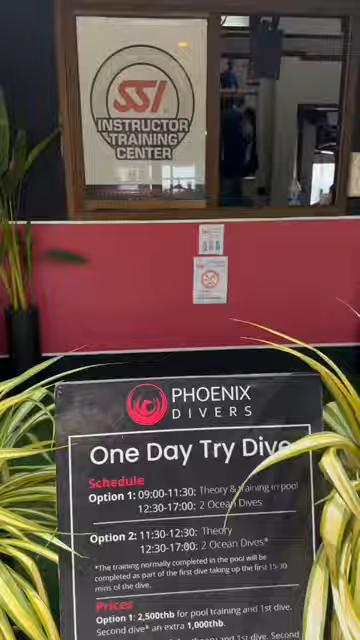 SSI
INSTRUCTOR
TRAINING
CENTER
PHOENIX
DIVERS
One Day Try Dive
Schedule
Option 1: 09:00-11:30: Theory & training in pool
12:30-17:00: 2 Ocean Dives
Option 2: 11:30-12:30: Theory
12:30-17:00: 2 Ocean Dives*
*The training normally completed in the pool will be
completed as part of the first dive taking up the first 15-30
mins of the dive.
Prices
Option 1: 2,500thb for pool training and 1st dive.
Second dive* an extra 1,000thb.
and 1st dive. Second